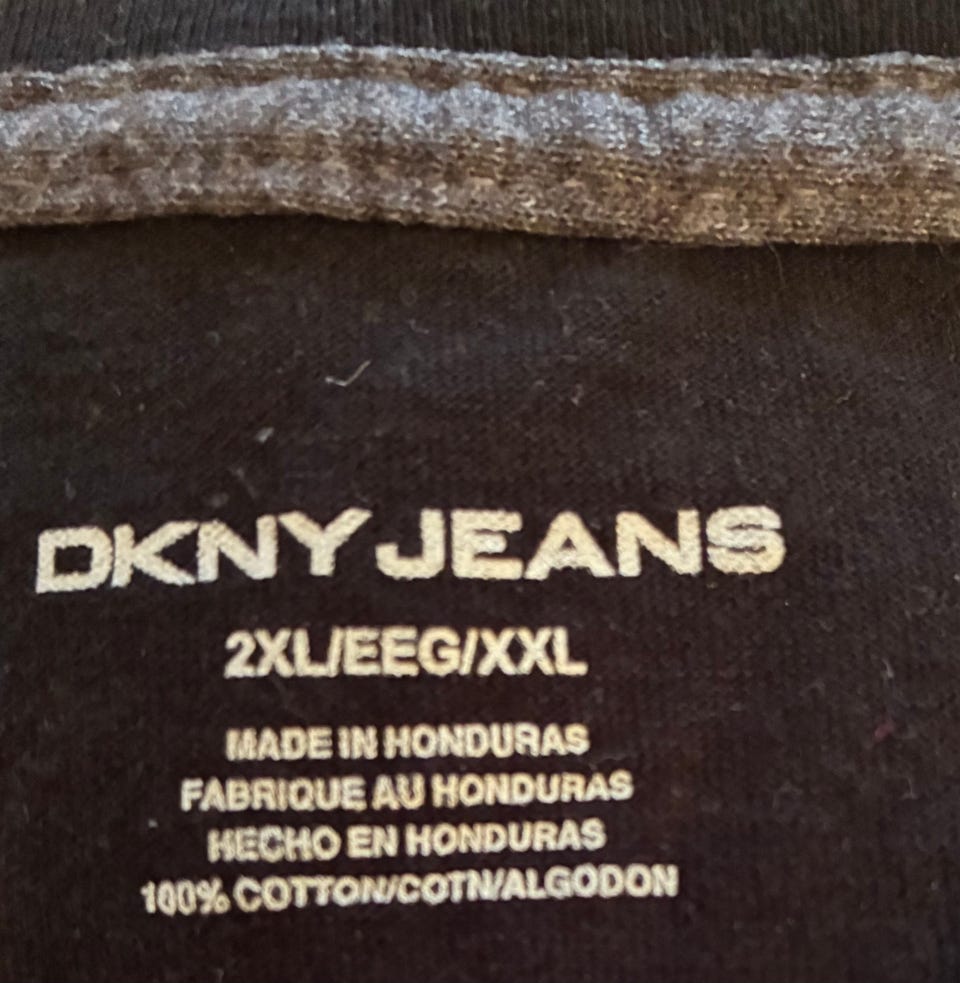 DKNY JEANS
2XL/EEG/XXL
MADE IN HONDURAS
FABRIQUE AU HONDURAS
HECHO EN HONDURAS
100% COTTON/COTN/ALGODON